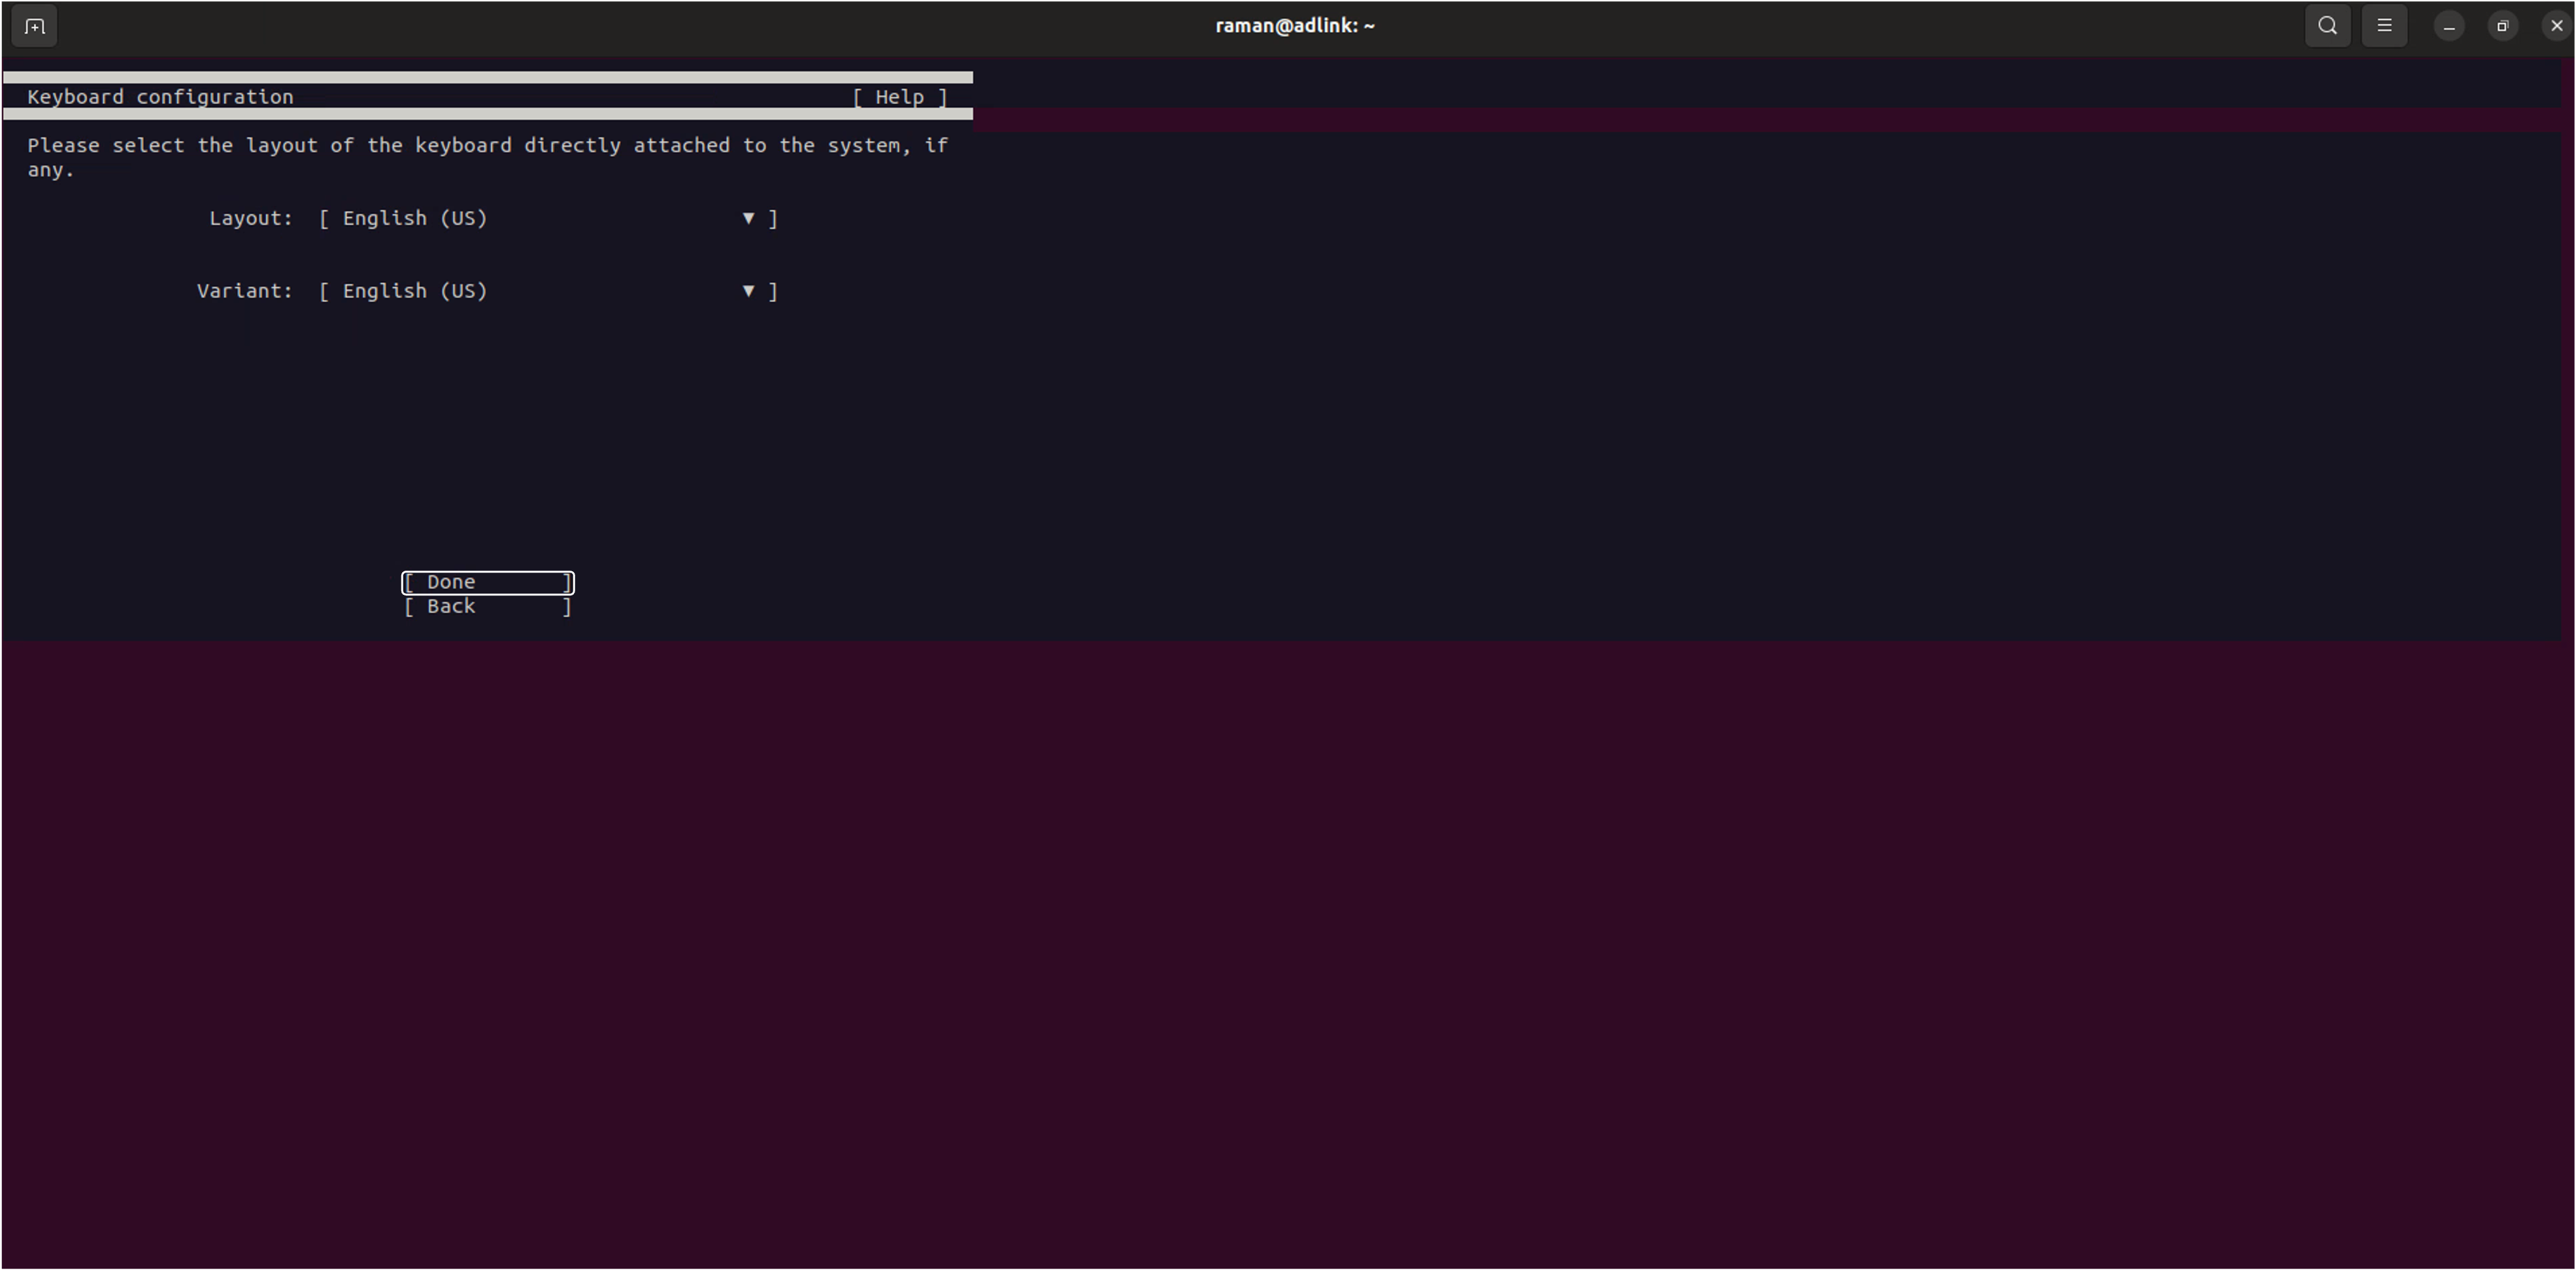 raman@adlink: ~
Keyboard configuration [ Help ]
Please select the layout of the keyboard directly attached to the system, if
any.
Layout: [ English (US) ▼ ]
Variant: [ English (US) ▼ ]
[ Done ]
[ Back ]